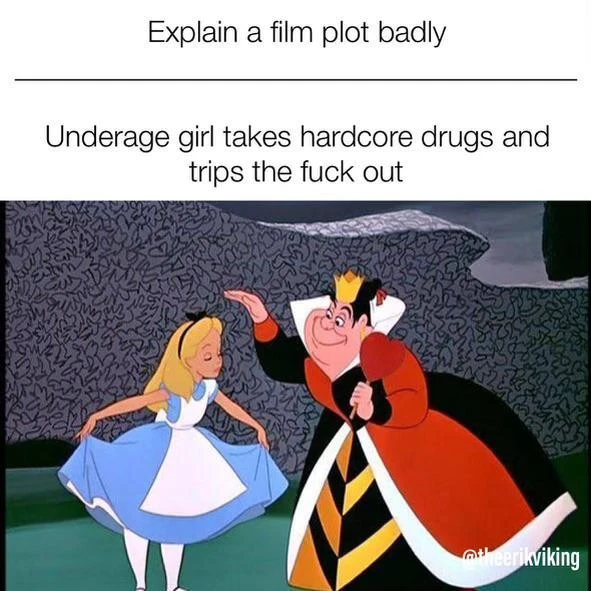 Explain a film plot badly
Underage girl takes hardcore drugs and
trips the fuck out
@theerikviking